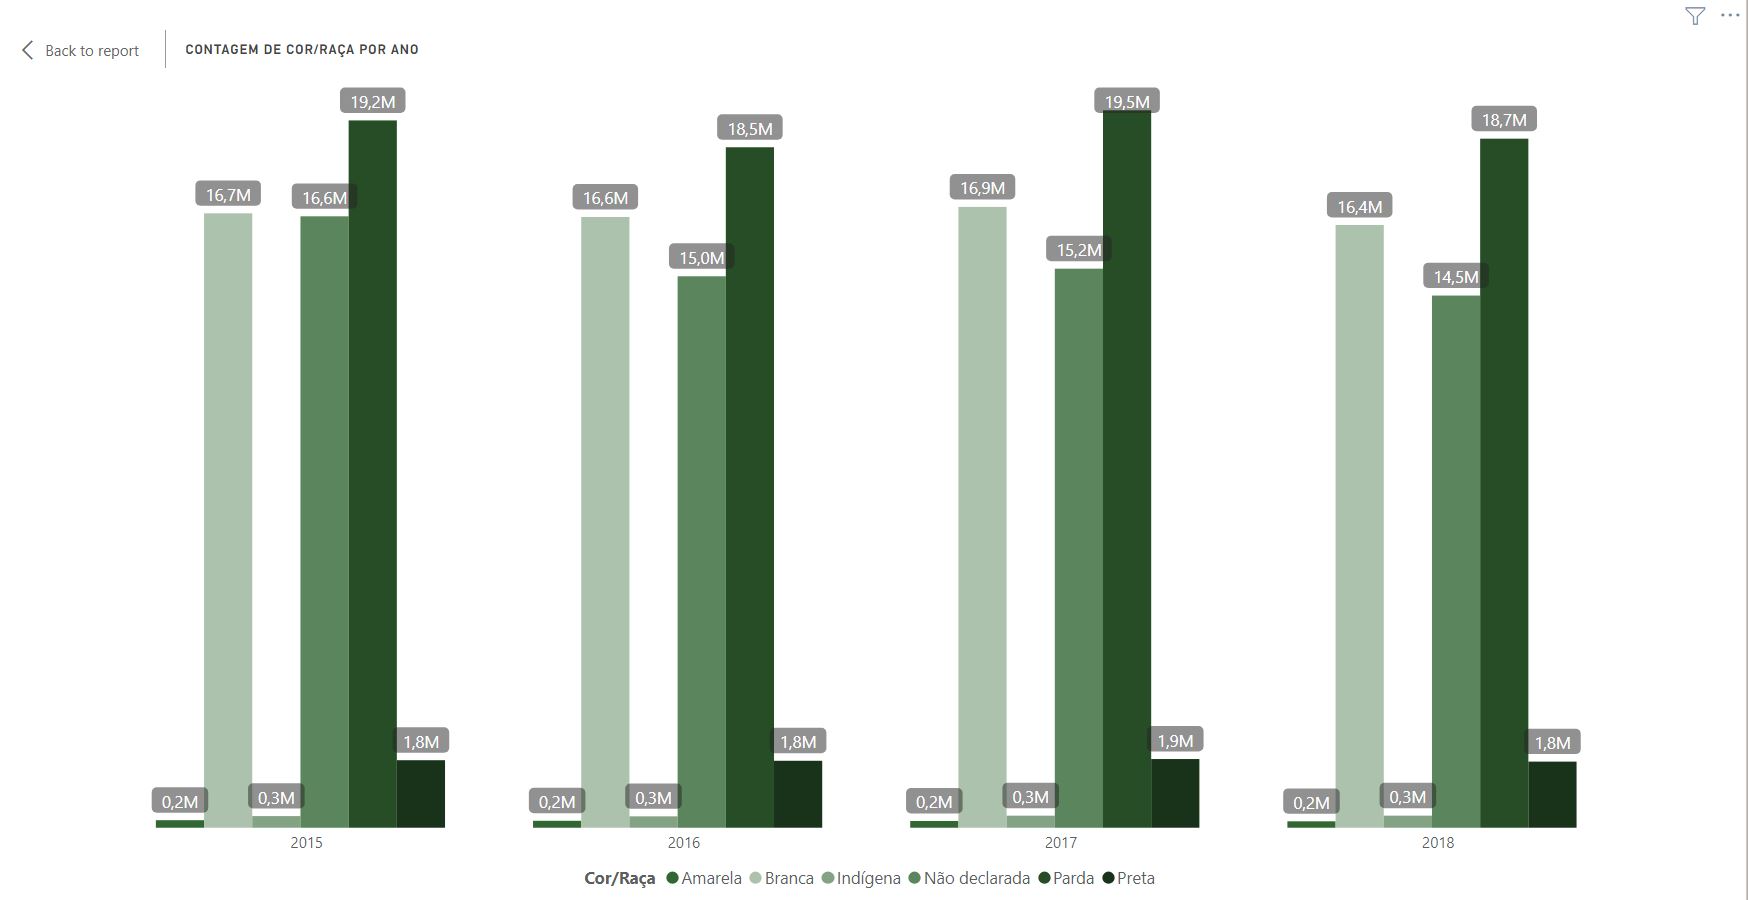 Back to report
CONTAGEM DE COR/RAÇA POR ANO
19,2M
16,7M
16,6M
1,8M
0,2M
0,3M
18,5M
16,6M
15,0M
1,8M
0,2M
0,3M
19,5M
16,9M
15,2M
1,9M
0,2M
0,3M
18,7M
16,4M
14,5M
1,8M
0,2M
0,3M
2015 2016 2017 2018
Cor/Raça Amarela Branca Indígena Não declarada Parda Preta